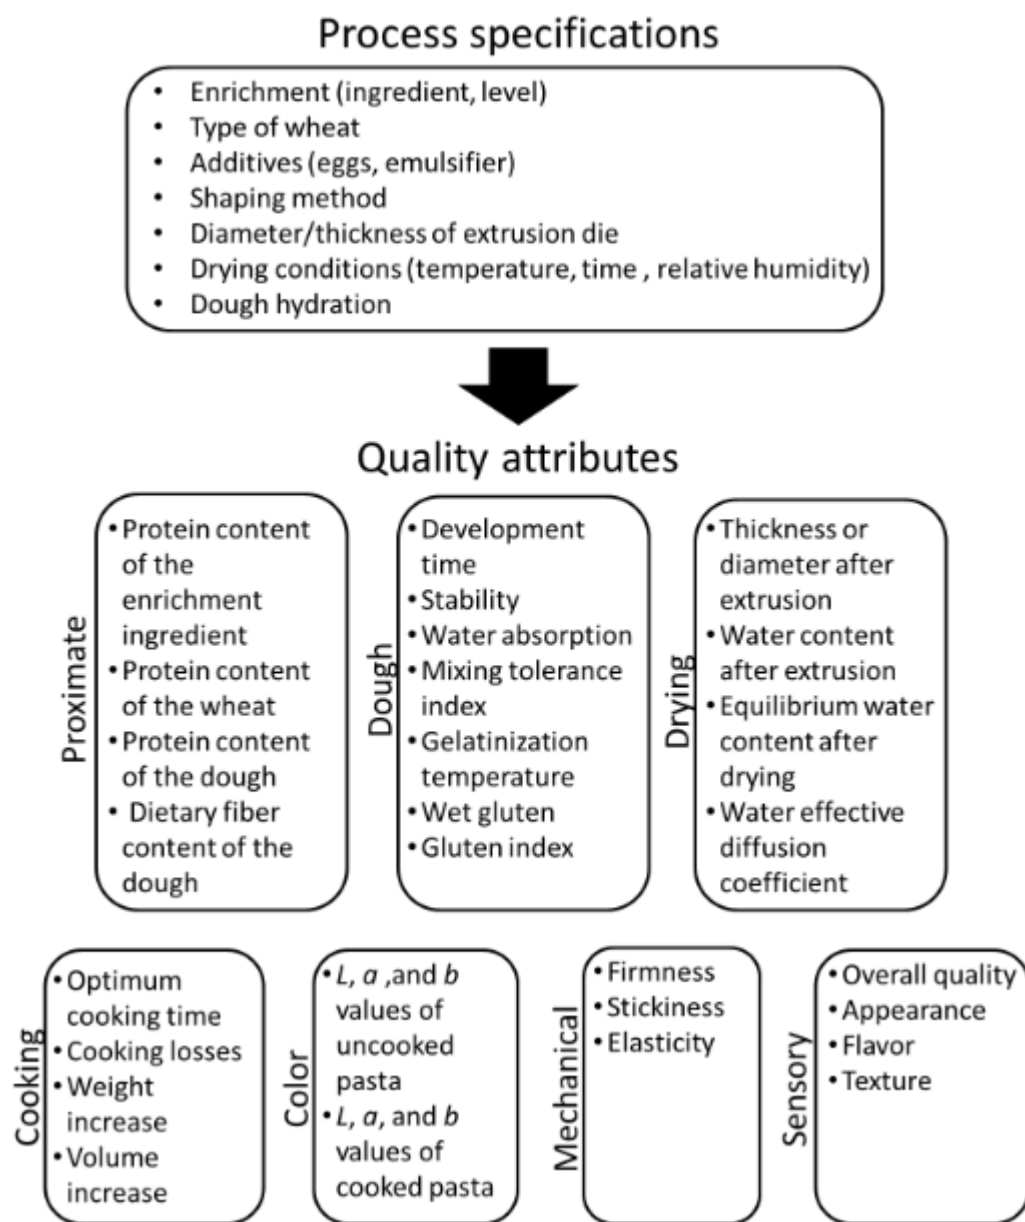 Process specifications
• Enrichment (ingredient, level)
• Type of wheat
• Additives (eggs, emulsifier)
• Shaping method
• Diameter/thickness of extrusion die
• Drying conditions (temperature, time , relative humidity)
• Dough hydration
Quality attributes
Proximate
• Protein content
of the
enrichment
ingredient
• Protein content
of the wheat
• Protein content
of the dough
• Dietary fiber
content of the
dough
Dough
• Development
time
• Stability
• Water absorption
• Mixing tolerance
index
• Gelatinization
temperature
• Wet gluten
• Gluten index
Drying
• Thickness or
diameter after
extrusion
• Water content
after extrusion
• Equilibrium water
content after
drying
• Water effective
diffusion
coefficient
Cooking
• Optimum
cooking time
• Cooking losses
• Weight
increase
• Volume
increase
Color
• L, a ,and b
values of
uncooked
pasta
• L, a, and b
values of
cooked pasta
Mechanical
• Firmness
• Stickiness
• Elasticity
Sensory
• Overall quality
• Appearance
• Flavor
• Texture